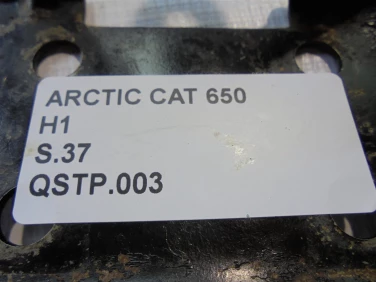 ARCTIC CAT 650
H1
S.37
QSTP.003